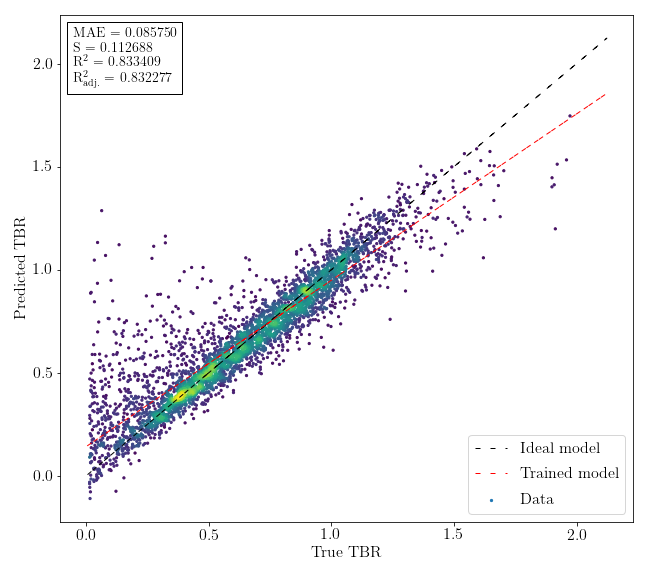 MAE = 0.085750
S = 0.112688
R² = 0.833409
R²adj. = 0.832277
2.0
1.5
1.0
0.5
0.0
Predicted TBR
Ideal model
Trained model
Data
0.0 0.5 1.0 1.5 2.0
True TBR